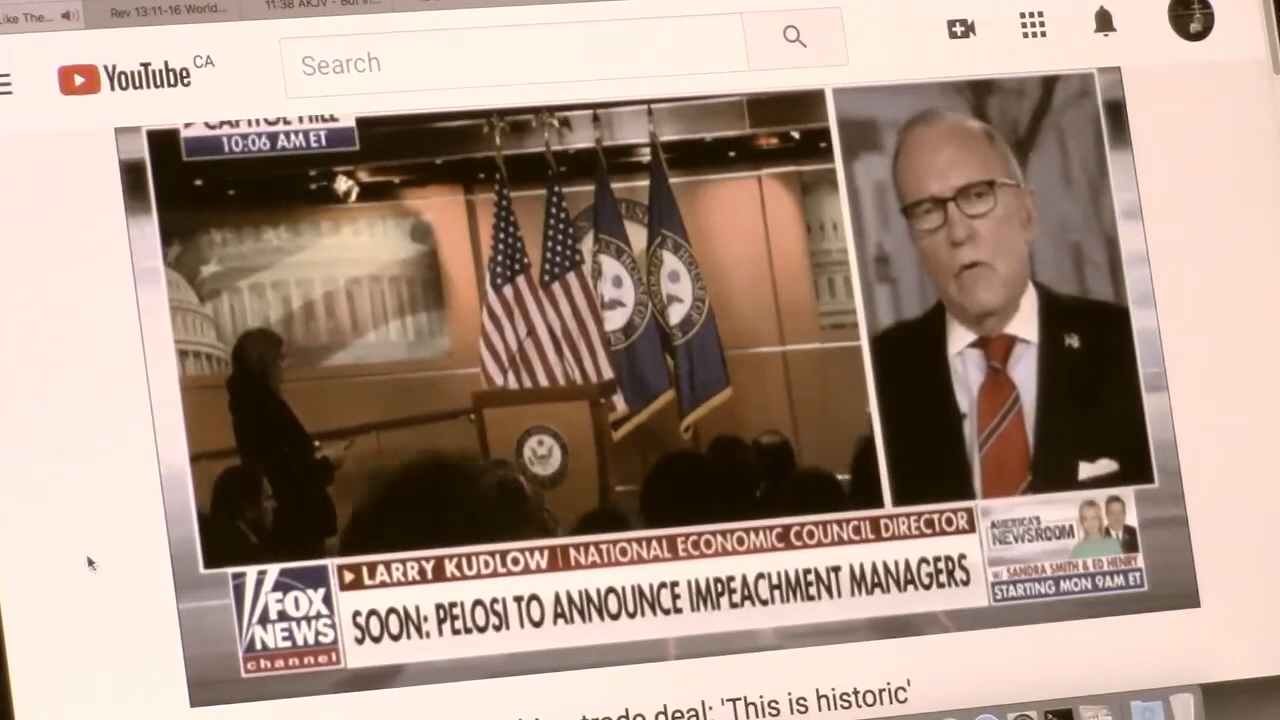 Like The...
Rev 13:11-16 World...
11:38 AKJV - But
YouTube CA
Search
CAPITOL HILL
10:06 AM ET
LARRY KUDLOW | NATIONAL ECONOMIC COUNCIL DIRECTOR
SOON: PELOSI TO ANNOUNCE IMPEACHMENT MANAGERS
FOX
NEWS
channel
AMERICA'S
NEWSROOM
W/ SANDRA SMITH & ED HENRY
STARTING MON 9AM ET
trade deal: 'This is historic'